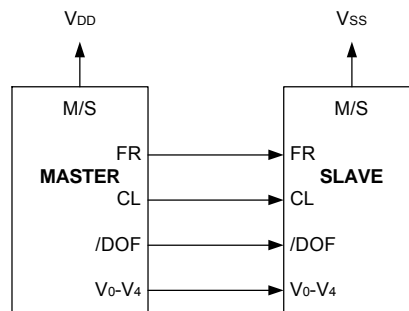 VDD VSS
M/S M/S
FR FR
MASTER SLAVE
CL CL
/DOF /DOF
V0-V4 V0-V4